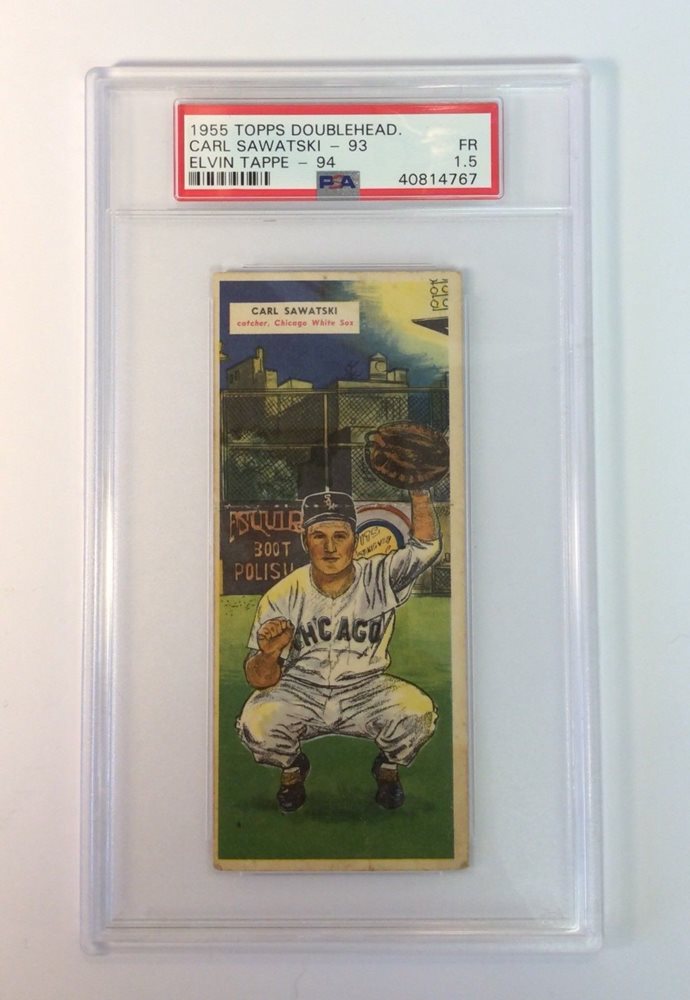 1955 TOPPS DOUBLEHEAD.
CARL SAWATSKI - 93 FR
ELVIN TAPPE - 94 1.5
PSA 40814767
CARL SAWATSKI
catcher, Chicago White Sox
ESQUIR
BOOT
POLISH
CHICAGO